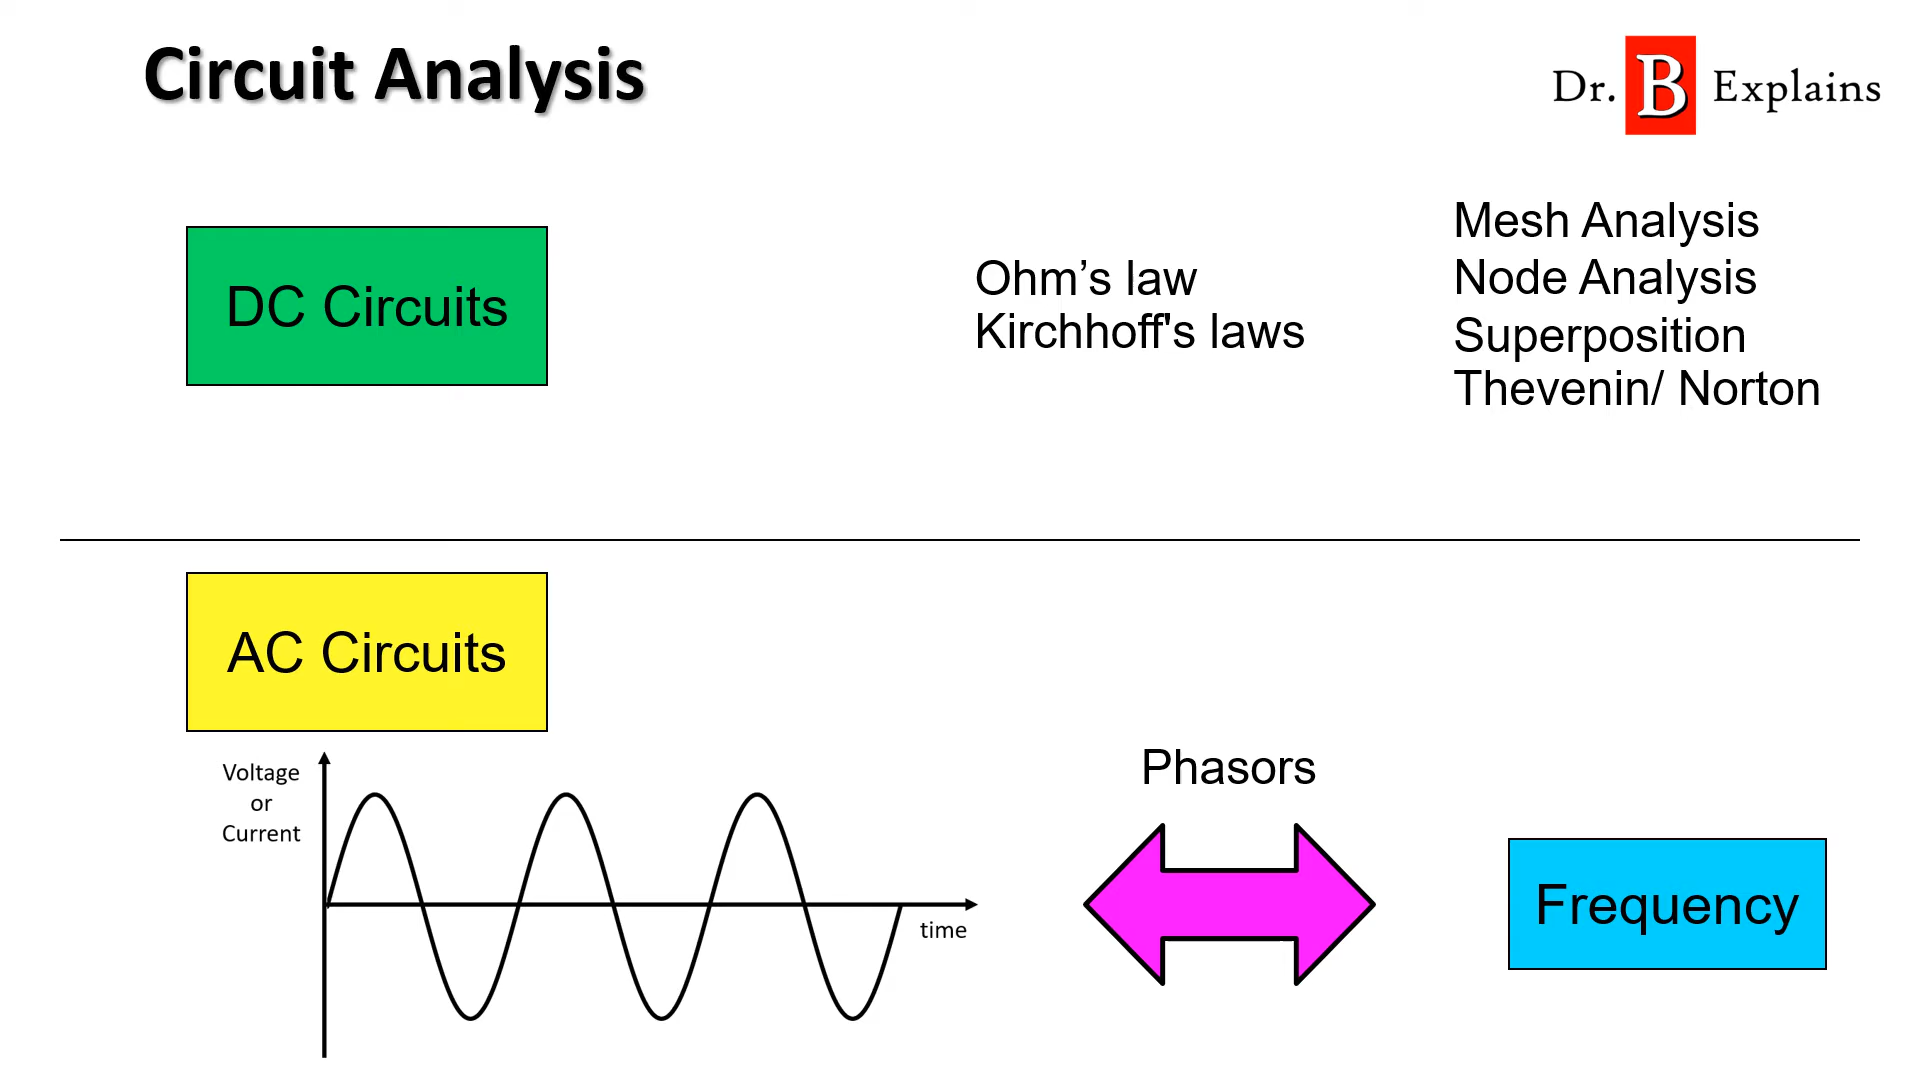 Circuit Analysis
Dr. B Explains
DC Circuits
Ohm’s law
Kirchhoff's laws
Mesh Analysis
Node Analysis
Superposition
Thevenin/ Norton
AC Circuits
Voltage
or
Current
time
Phasors
Frequency